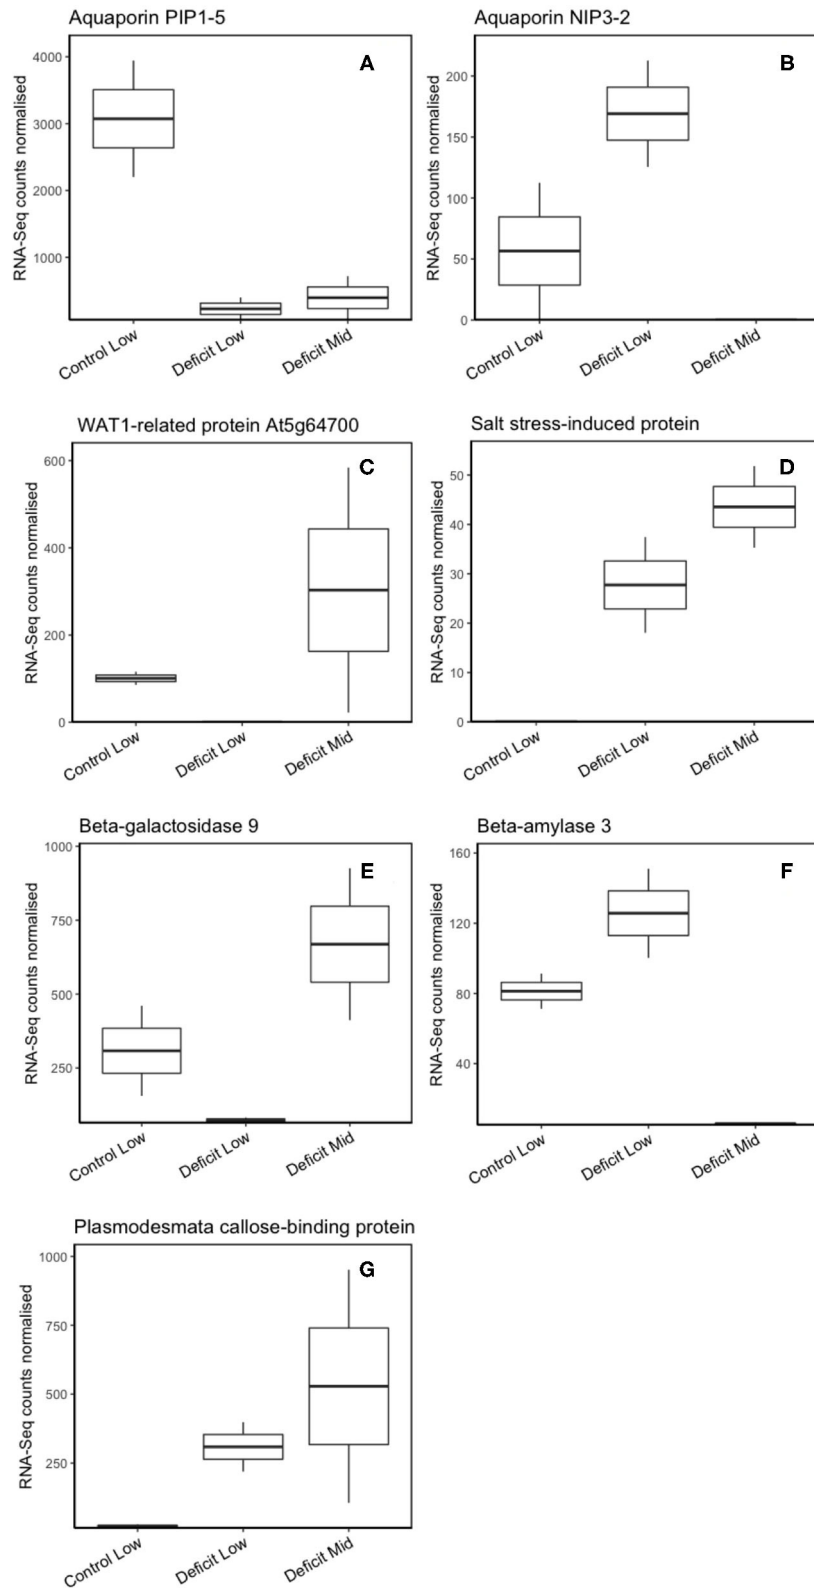 Aquaporin PIP1-5
A
RNA-Seq counts normalised
4000
3000
2000
1000
Control Low
Deficit Low
Deficit Mid
Aquaporin NIP3-2
B
RNA-Seq counts normalised
200
150
100
50
0
Control Low
Deficit Low
Deficit Mid
WAT1-related protein At5g64700
C
RNA-Seq counts normalised
600
400
200
0
Control Low
Deficit Low
Deficit Mid
Salt stress-induced protein
D
RNA-Seq counts normalised
50
40
30
20
10
0
Control Low
Deficit Low
Deficit Mid
Beta-galactosidase 9
E
RNA-Seq counts normalised
1000
750
500
250
Control Low
Deficit Low
Deficit Mid
Beta-amylase 3
F
RNA-Seq counts normalised
160
120
80
40
Control Low
Deficit Low
Deficit Mid
Plasmodesmata callose-binding protein
G
RNA-Seq counts normalised
1000
750
500
250
Control Low
Deficit Low
Deficit Mid